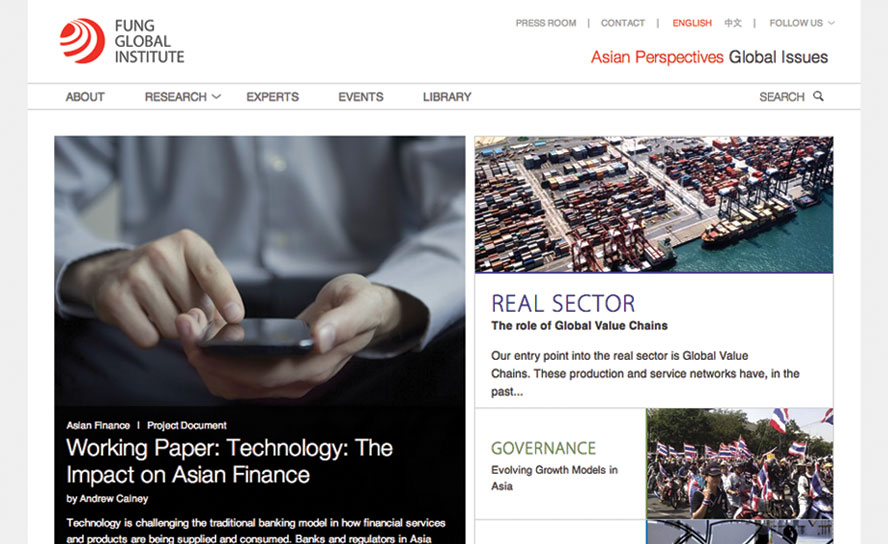 FUNG
GLOBAL
INSTITUTE
PRESS ROOM | CONTACT | ENGLISH 中文 | FOLLOW US
Asian Perspectives Global Issues
ABOUT RESEARCH EXPERTS EVENTS LIBRARY SEARCH
Asian Finance | Project Document
Working Paper: Technology: The
Impact on Asian Finance
by Andrew Cainey
Technology is challenging the traditional banking model in how financial services
and products are being supplied and consumed. Banks and regulators in Asia
REAL SECTOR
The role of Global Value Chains
Our entry point into the real sector is Global Value
Chains. These production and service networks have, in the
past...
GOVERNANCE
Evolving Growth Models in
Asia